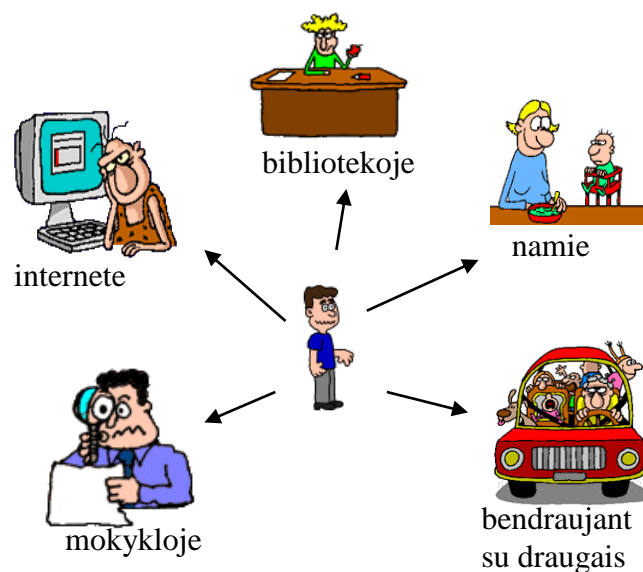 bibliotekoje
internete
namie
mokykloje
bendraujant
su draugais